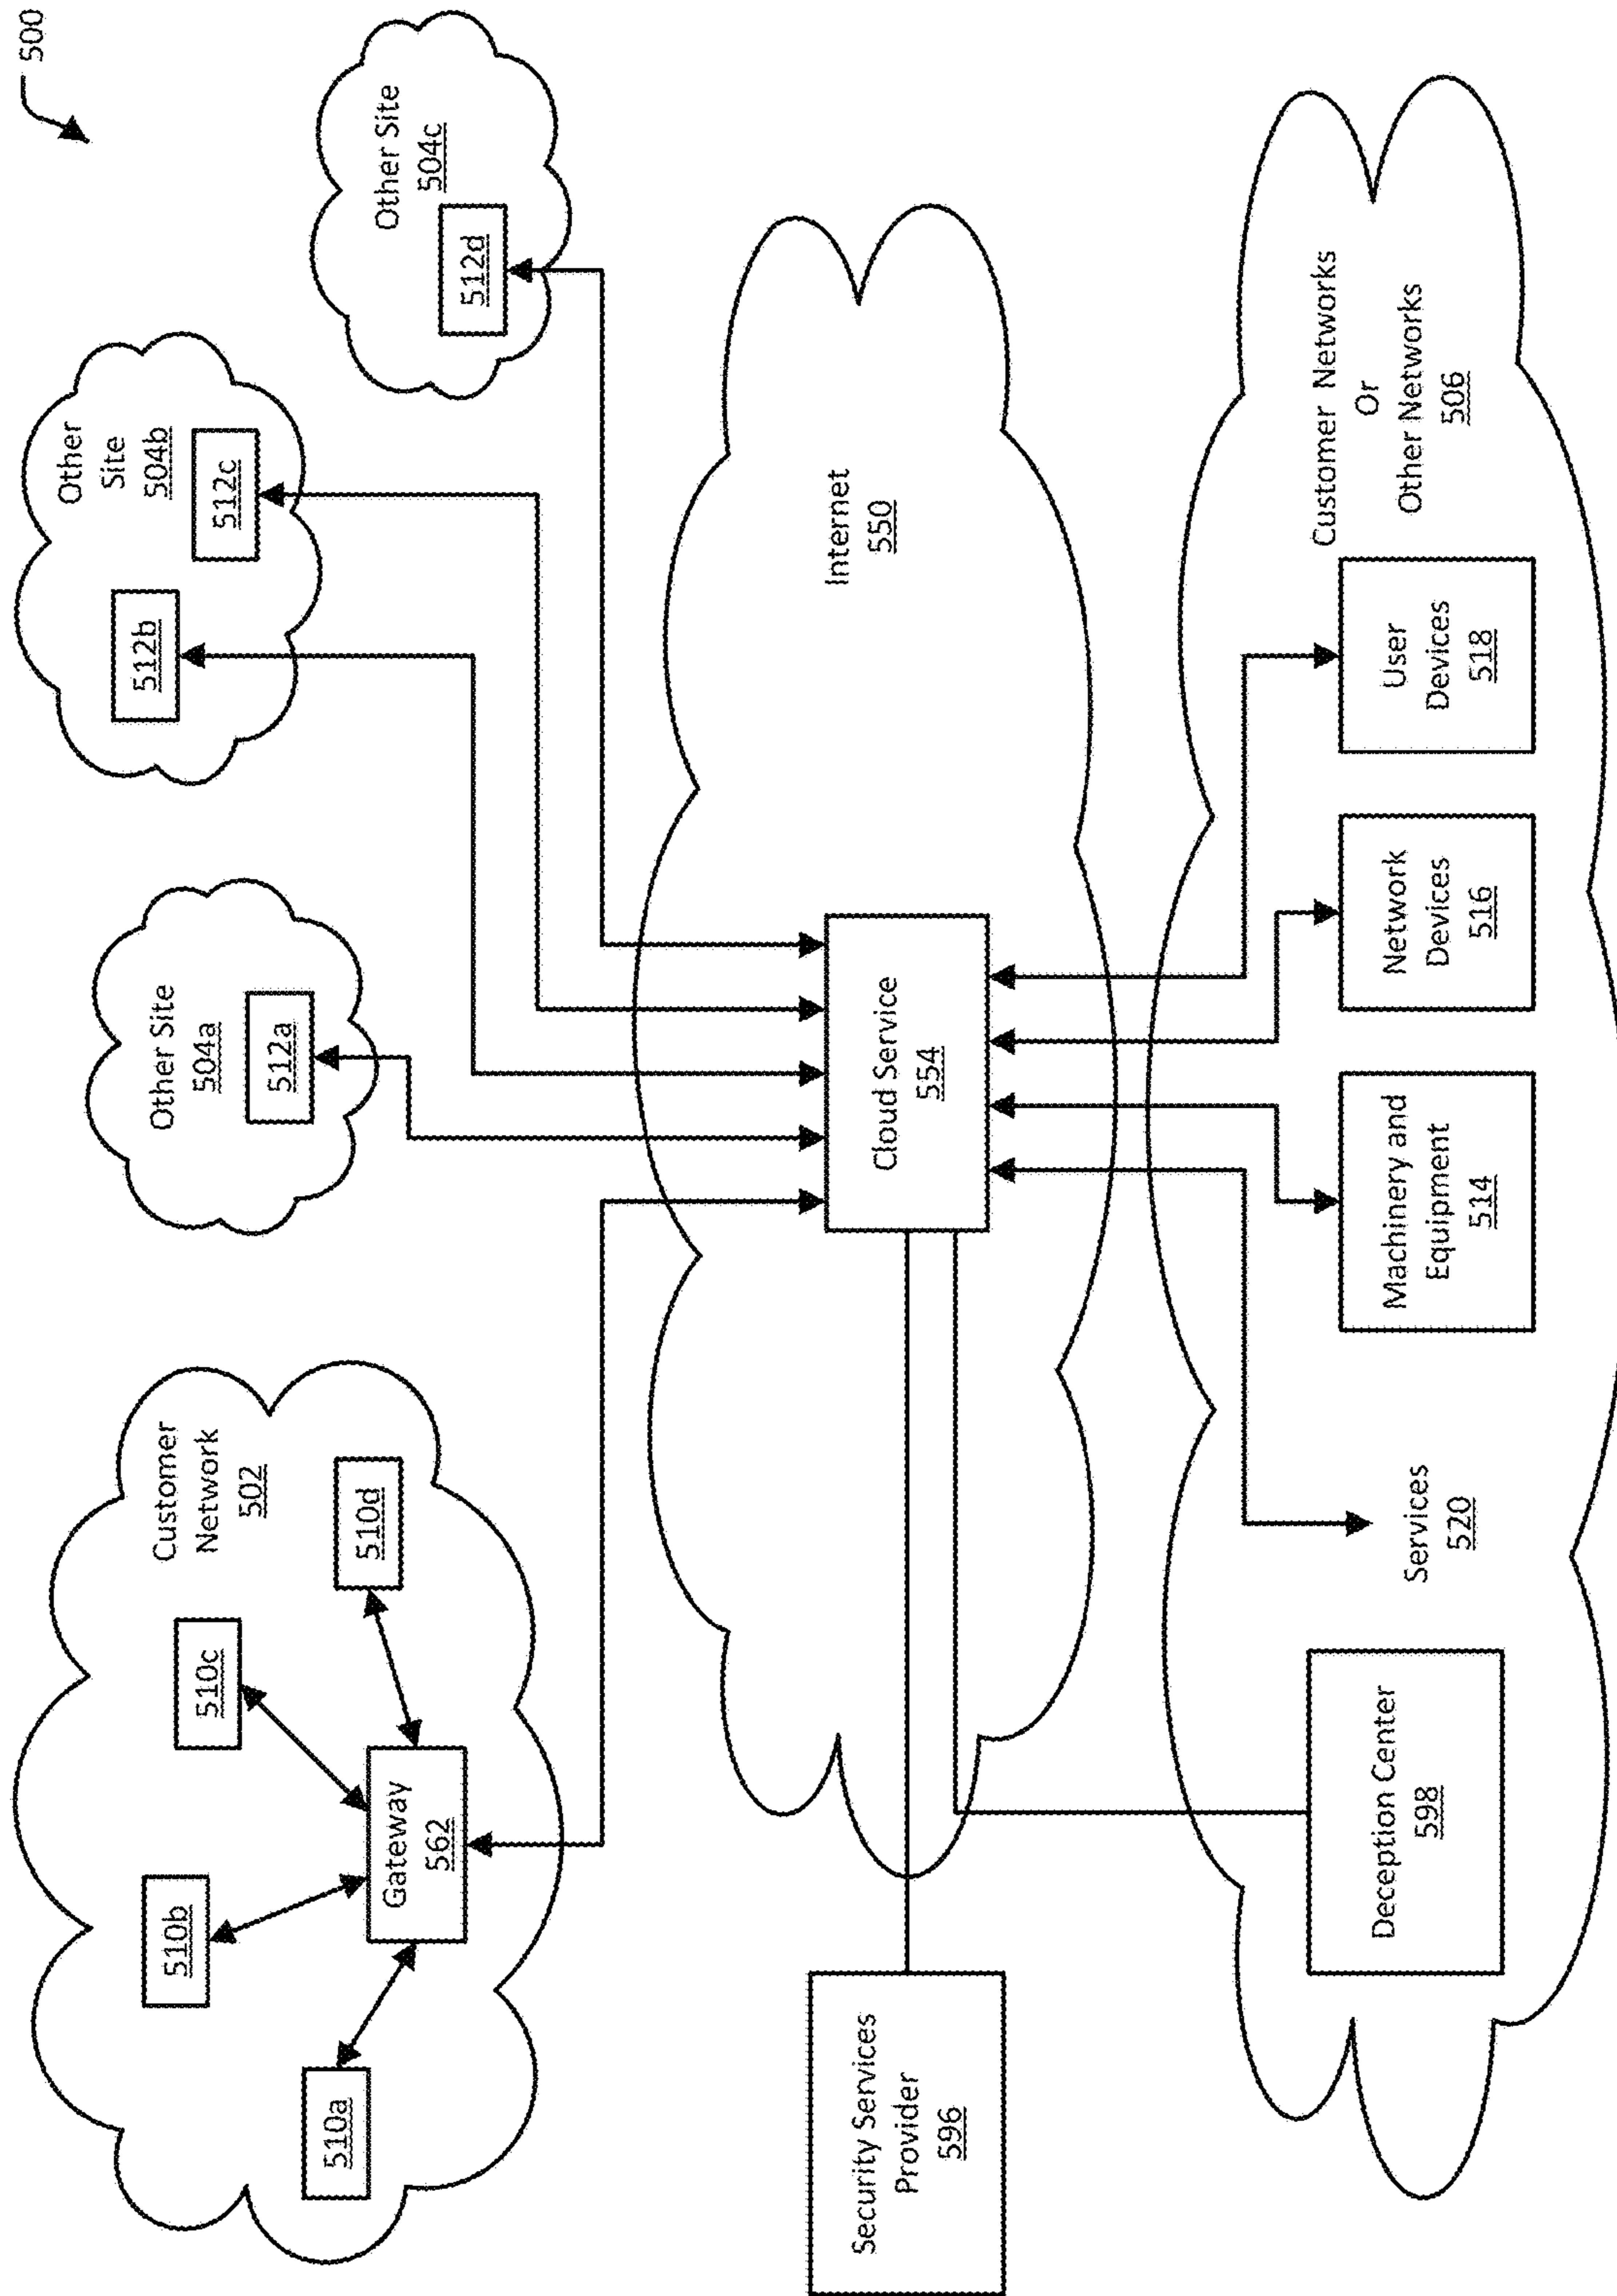 500
Customer
Network
502
510a
510b
510c
510d
Gateway
562
Other Site
504a
512a
Other
Site
504b
512b
512c
Other Site
504c
512d
Internet
550
Cloud Service
554
Security Services
Provider
596
Customer Networks
Or
Other Networks
506
Deception Center
598
Services
520
Machinery and
Equipment
514
Network
Devices
516
User
Devices
518